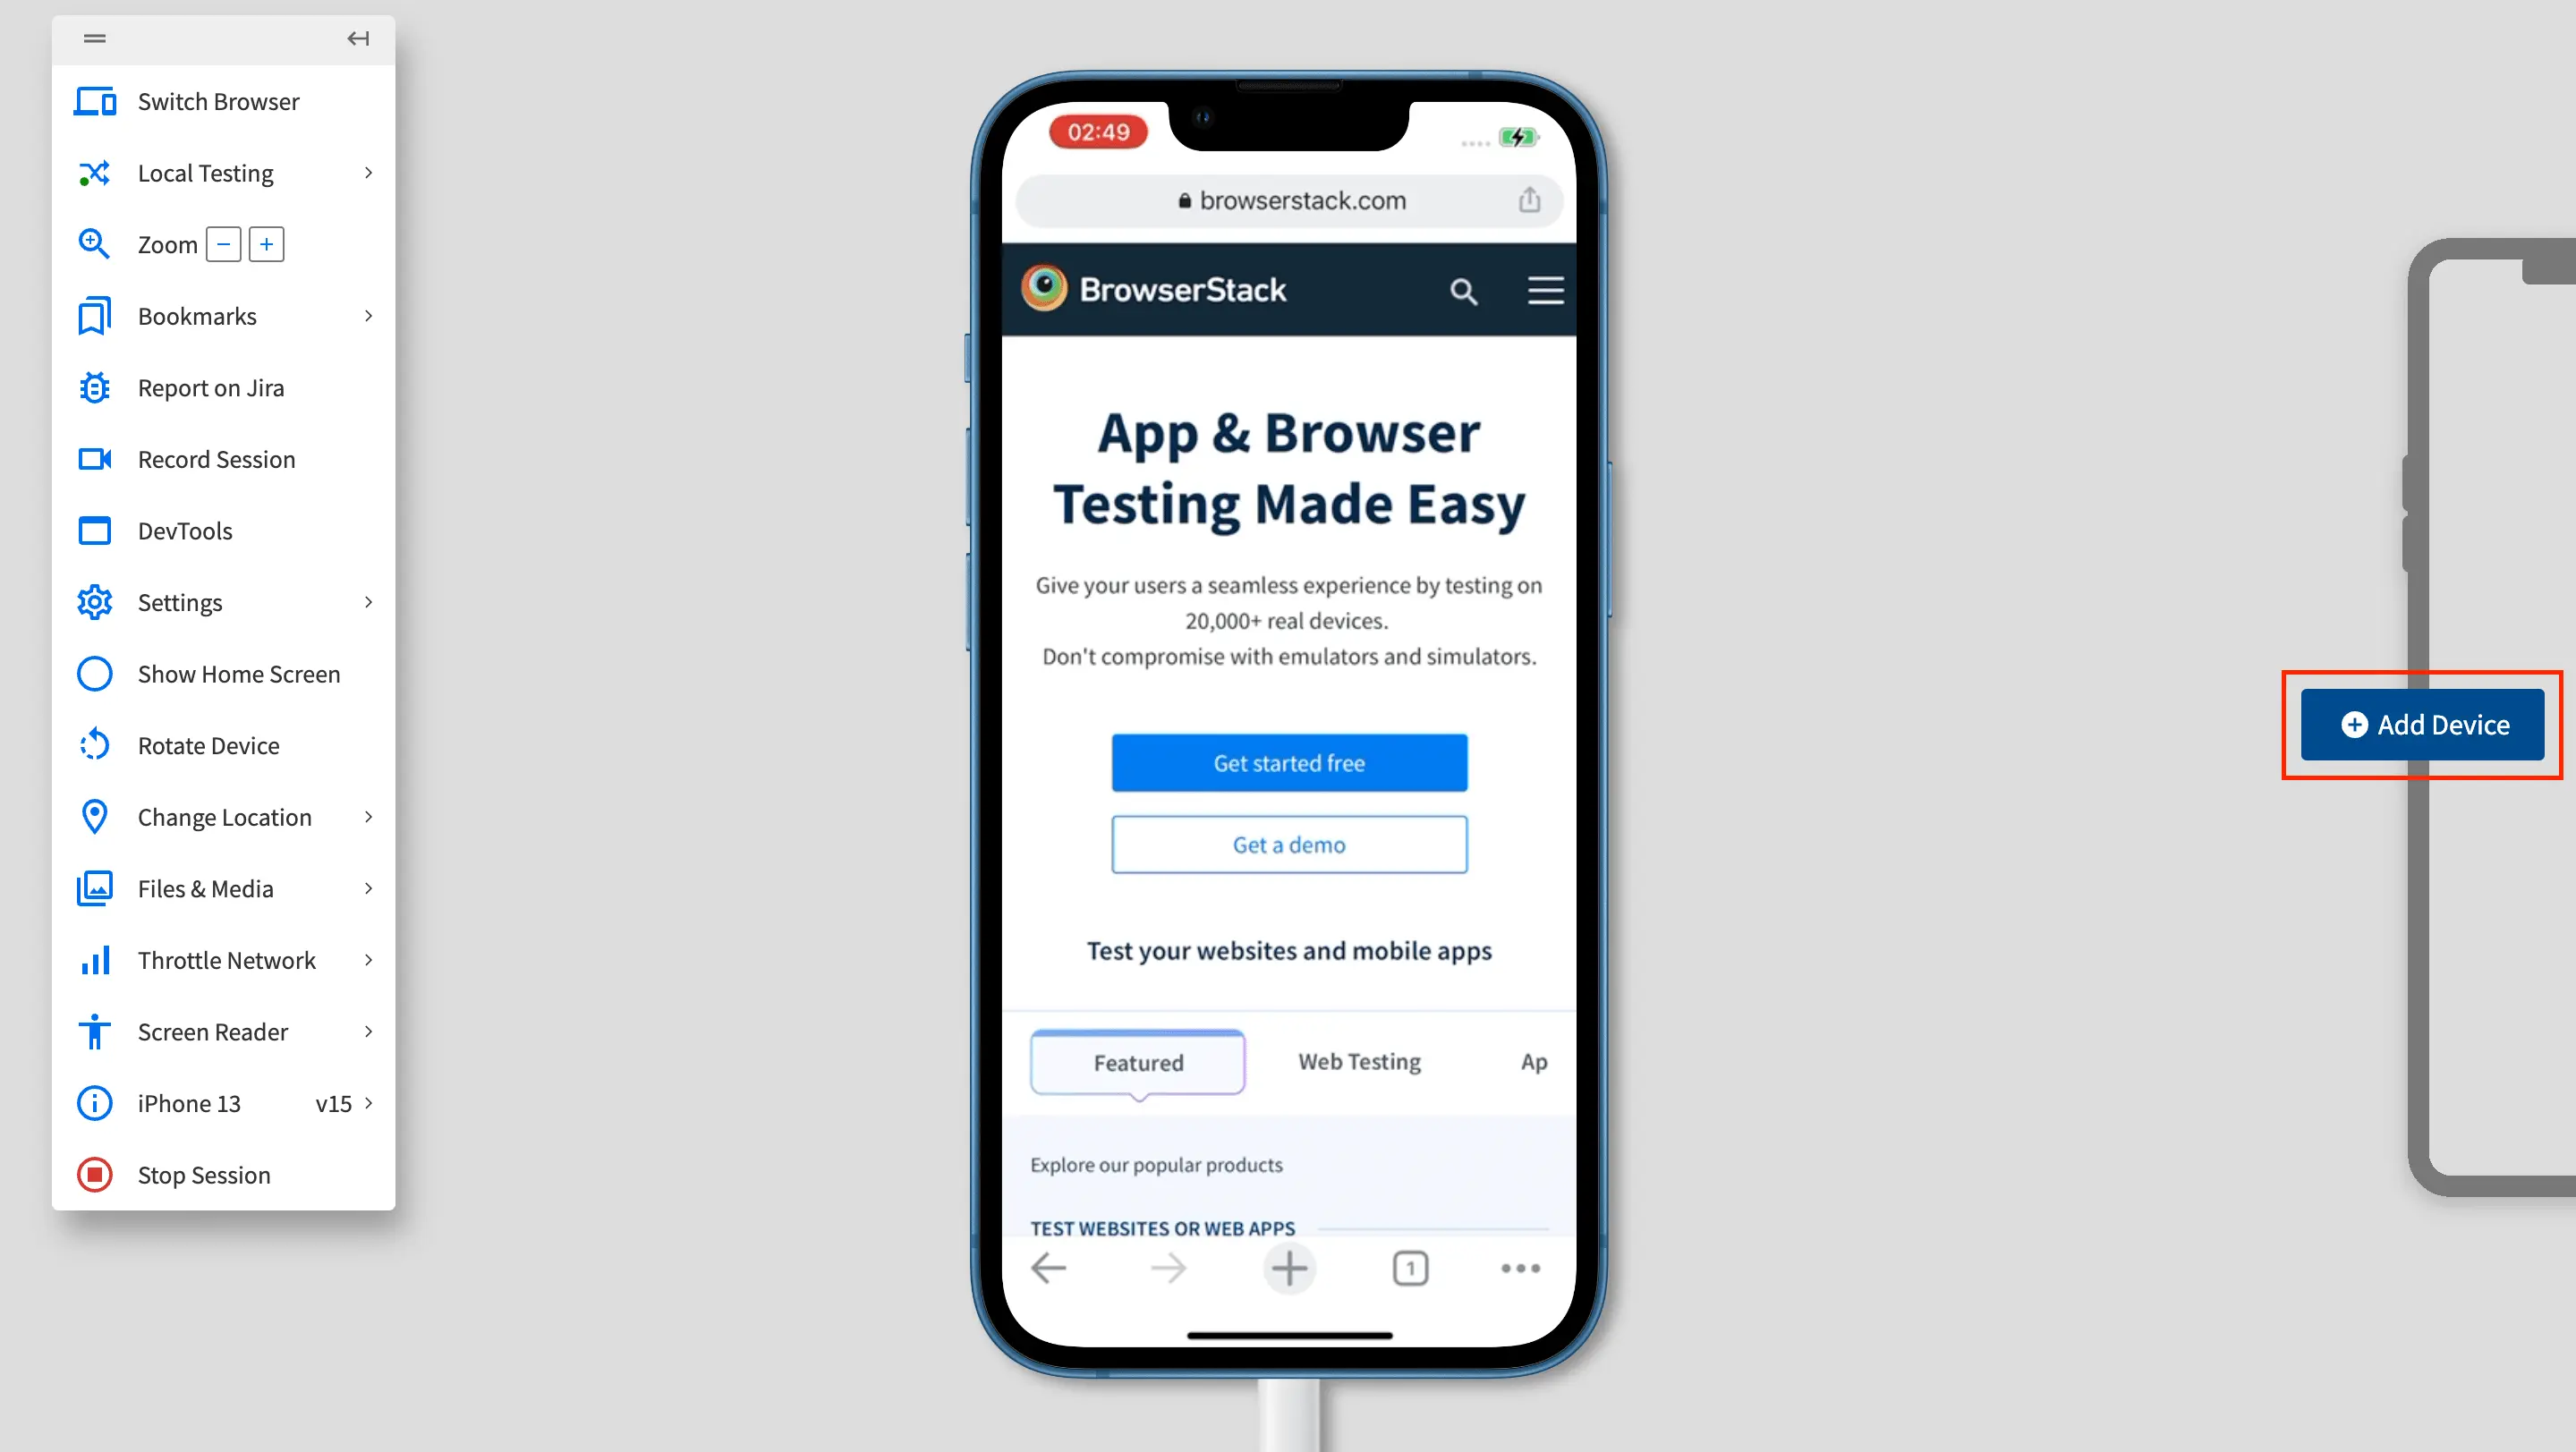 Switch Browser
Local Testing
Zoom
Bookmarks
Report on Jira
Record Session
DevTools
Settings
Show Home Screen
Rotate Device
Change Location
Files & Media
Throttle Network
Screen Reader
iPhone 13 v15
Stop Session
02:49
browserstack.com
BrowserStack
App & Browser
Testing Made Easy
Give your users a seamless experience by testing on
20,000+ real devices.
Don't compromise with emulators and simulators.
Get started free
Get a demo
Test your websites and mobile apps
Featured Web Testing Ap
Explore our popular products
TEST WEBSITES OR WEB APPS
1
Add Device